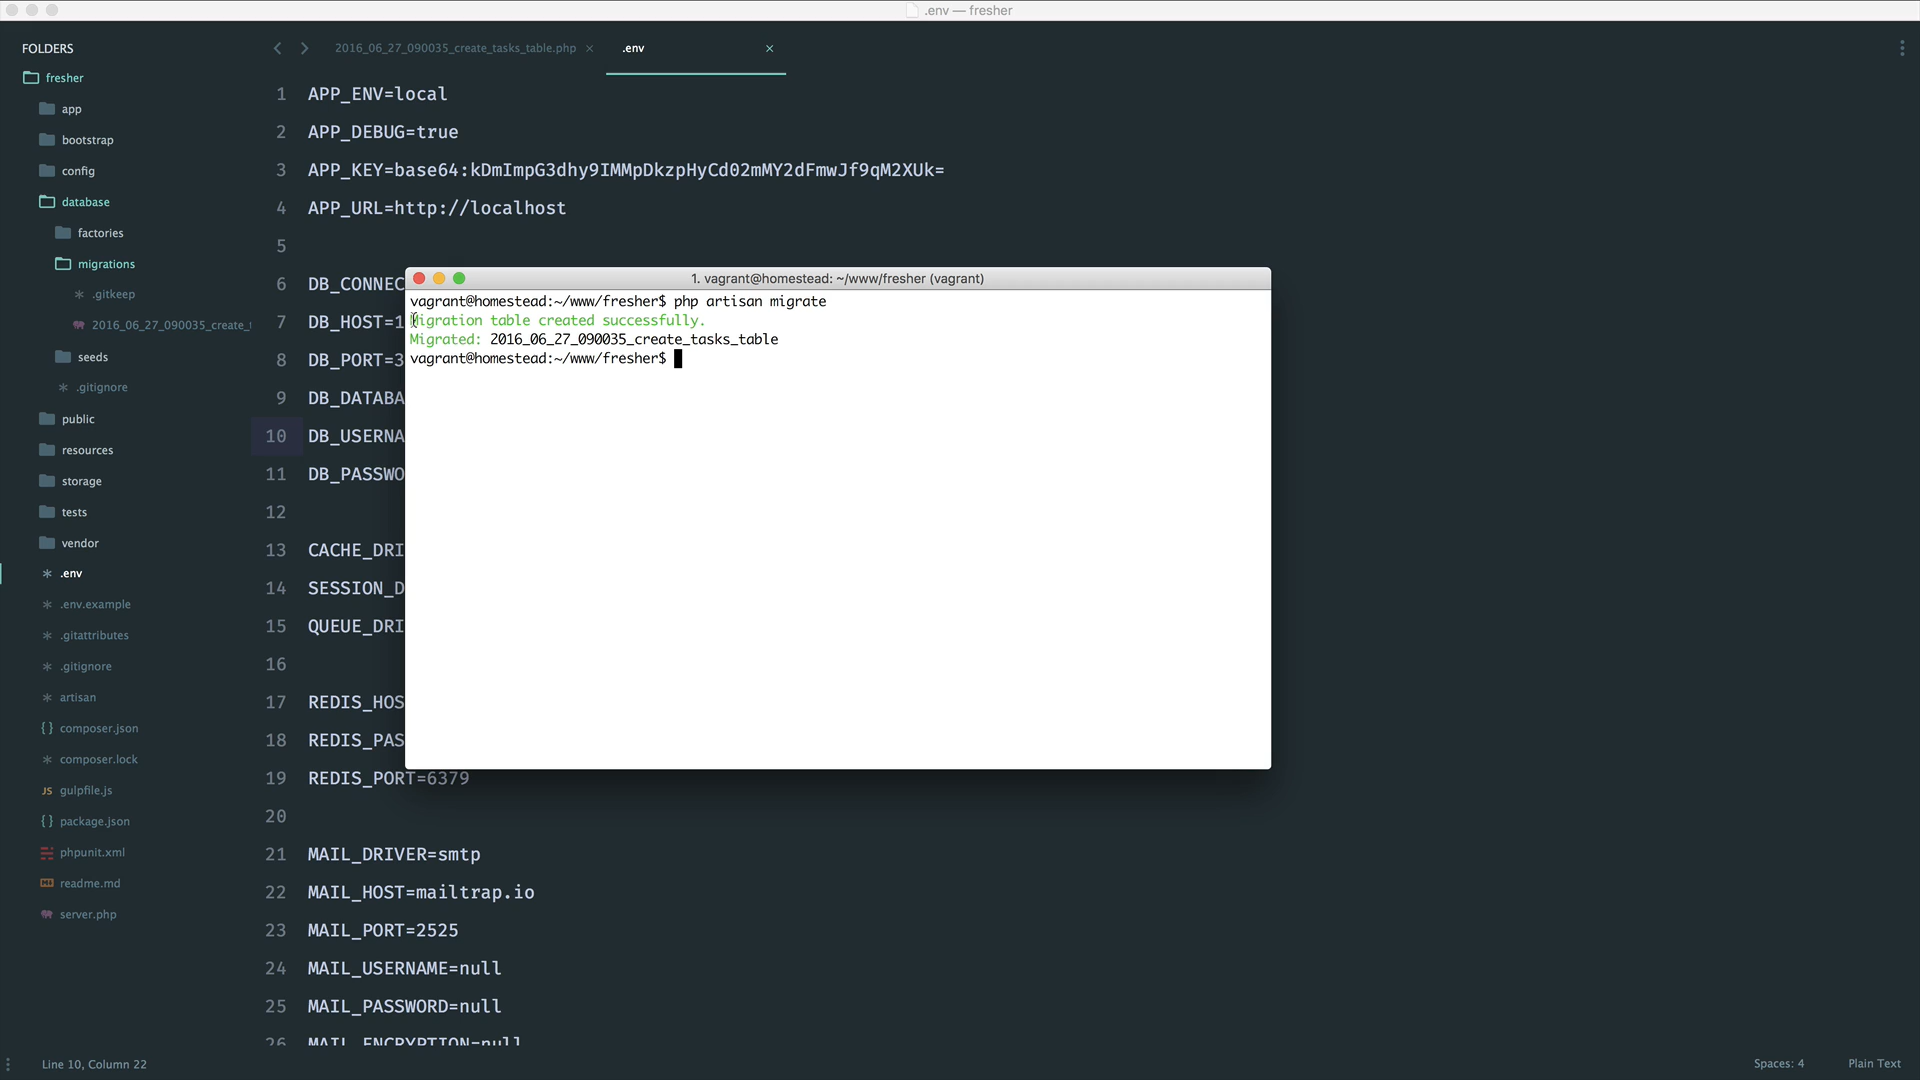 .env — fresher
FOLDERS
fresher
app
bootstrap
config
database
factories
migrations
.gitkeep
2016_06_27_090035_create_t
seeds
.gitignore
public
resources
storage
tests
vendor
.env
.env.example
.gitattributes
.gitignore
artisan
composer.json
composer.lock
gulpfile.js
package.json
phpunit.xml
readme.md
server.php
2016_06_27_090035_create_tasks_table.php
.env
1 APP_ENV=local
2 APP_DEBUG=true
3 APP_KEY=base64:kDmImpG3dhy9IMMpDkzpHyCd02mMY2dFmwJf9qM2XUk=
4 APP_URL=http://localhost
5
6 DB_CONNEC
7 DB_HOST=1
8 DB_PORT=3
9 DB_DATABA
10 DB_USERNA
11 DB_PASSWO
12
13 CACHE_DRI
14 SESSION_D
15 QUEUE_DRI
16
17 REDIS_HOS
18 REDIS_PAS
19 REDIS_PORT=6379
20
21 MAIL_DRIVER=smtp
22 MAIL_HOST=mailtrap.io
23 MAIL_PORT=2525
24 MAIL_USERNAME=null
25 MAIL_PASSWORD=null
26 MAIL_ENCRYPTION=null
1. vagrant@homestead: ~/www/fresher (vagrant)
vagrant@homestead:~/www/fresher$ php artisan migrate
Migration table created successfully.
Migrated: 2016_06_27_090035_create_tasks_table
vagrant@homestead:~/www/fresher$
Line 10, Column 22
Spaces: 4
Plain Text